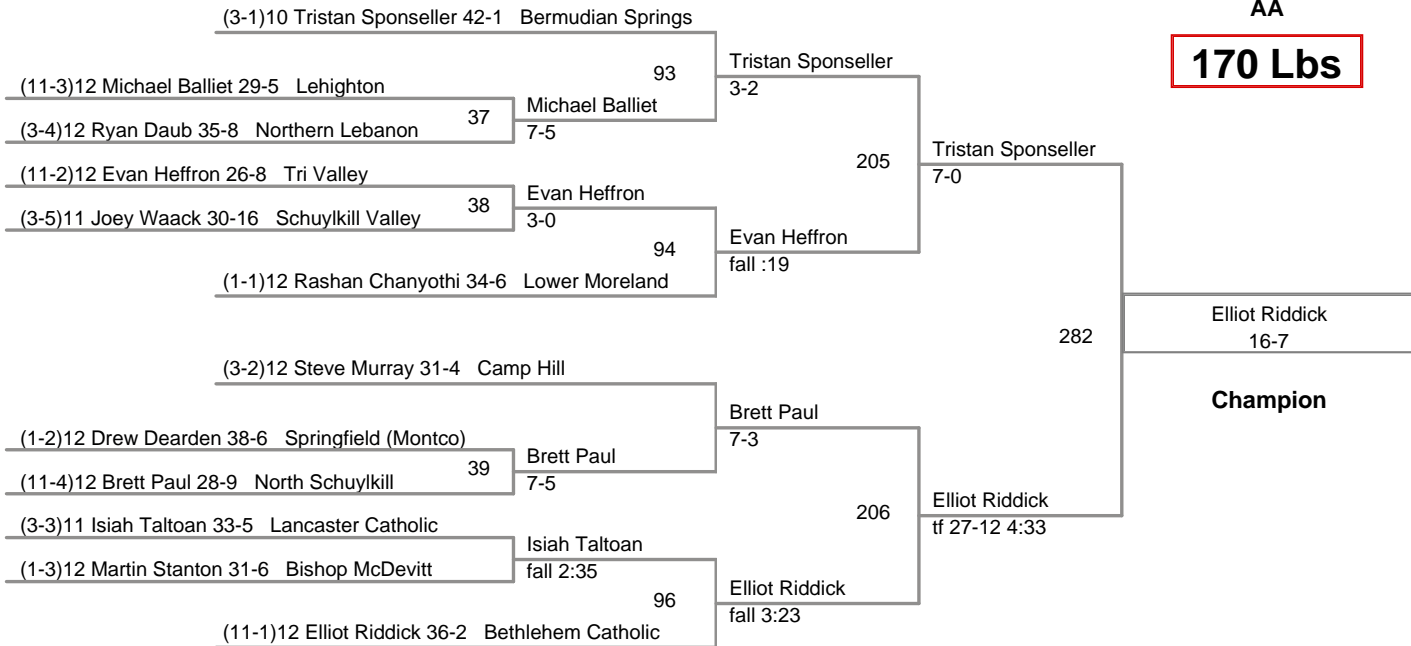 AA
170 Lbs
(3-1)10 Tristan Sponseller 42-1 Bermudian Springs
93
Tristan Sponseller
3-2
(11-3)12 Michael Balliet 29-5 Lehighton
37
Michael Balliet
7-5
(3-4)12 Ryan Daub 35-8 Northern Lebanon
205
Tristan Sponseller
7-0
(11-2)12 Evan Heffron 26-8 Tri Valley
38
Evan Heffron
3-0
(3-5)11 Joey Waack 30-16 Schuylkill Valley
94
Evan Heffron
fall :19
(1-1)12 Rashan Chanyothi 34-6 Lower Moreland
282
Elliot Riddick
16-7
Champion
(3-2)12 Steve Murray 31-4 Camp Hill
Brett Paul
7-3
(1-2)12 Drew Dearden 38-6 Springfield (Montco)
39
Brett Paul
7-5
(11-4)12 Brett Paul 28-9 North Schuylkill
206
Elliot Riddick
tf 27-12 4:33
(3-3)11 Isiah Taltoan 33-5 Lancaster Catholic
Isiah Taltoan
fall 2:35
(1-3)12 Martin Stanton 31-6 Bishop McDevitt
96
Elliot Riddick
fall 3:23
(11-1)12 Elliot Riddick 36-2 Bethlehem Catholic